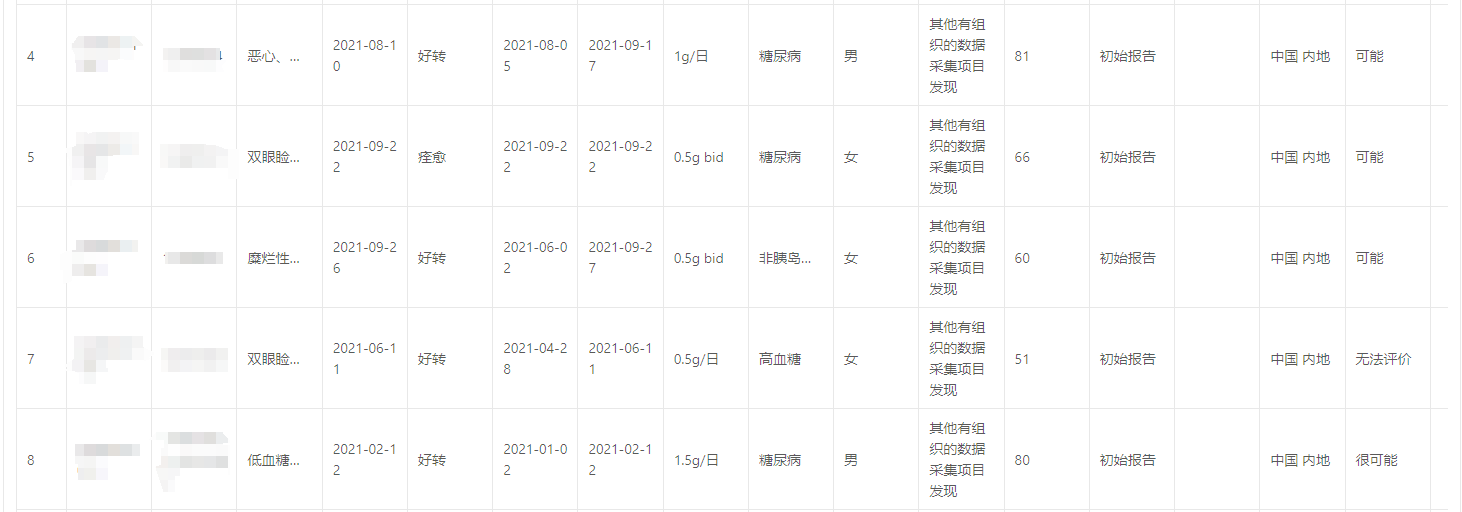 4 恶心、... 2021-08-10 好转 2021-08-05 2021-09-17 1g/日 糖尿病 男 其他有组织的数据采集项目发现 81 初始报告 中国 内地 可能
5 双眼睑... 2021-09-22 痊愈 2021-09-22 2021-09-22 0.5g bid 糖尿病 女 其他有组织的数据采集项目发现 66 初始报告 中国 内地 可能
6 糜烂性... 2021-09-26 好转 2021-06-02 2021-09-27 0.5g bid 非胰岛... 女 其他有组织的数据采集项目发现 60 初始报告 中国 内地 可能
7 双眼睑... 2021-06-11 好转 2021-04-28 2021-06-11 0.5g/日 高血糖 女 其他有组织的数据采集项目发现 51 初始报告 中国 内地 无法评价
8 低血糖... 2021-02-12 好转 2021-01-02 2021-02-12 1.5g/日 糖尿病 男 其他有组织的数据采集项目发现 80 初始报告 中国 内地 很可能